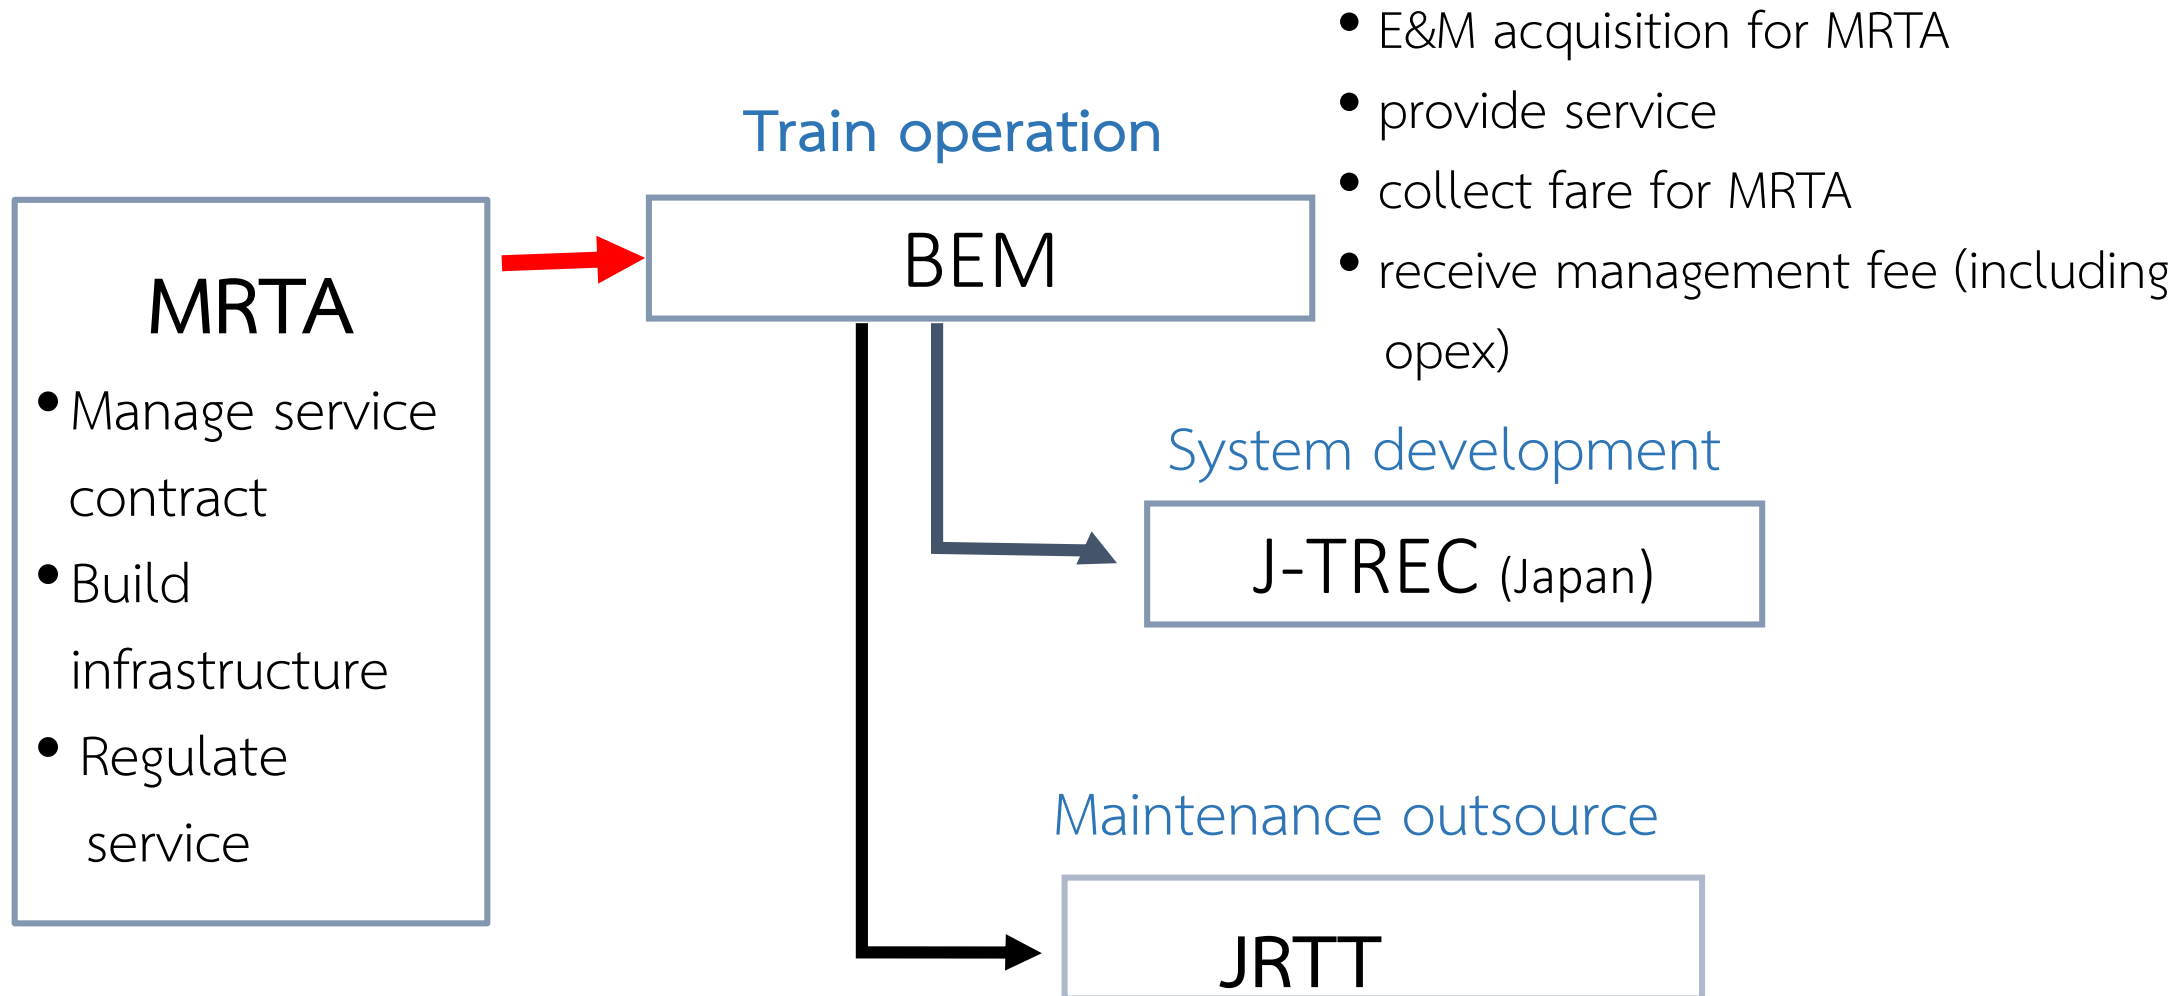 MRTA
• Manage service
contract
• Build
infrastructure
• Regulate
service
Train operation
BEM
• E&M acquisition for MRTA
• provide service
• collect fare for MRTA
• receive management fee (including
opex)
System development
J-TREC (Japan)
Maintenance outsource
JRTT